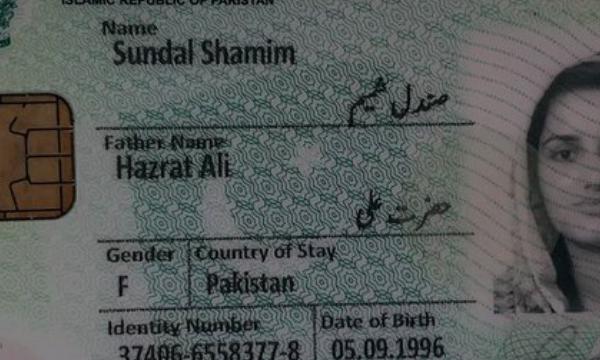 ISLAMIC REPUBLIC OF PAKISTAN
Name
Sundal Shamim
صندل شمیم
Father Name
Hazrat Ali
حضرت علی
Gender Country of Stay
F Pakistan
Identity Number Date of Birth
37406-6558377-8 05.09.1996